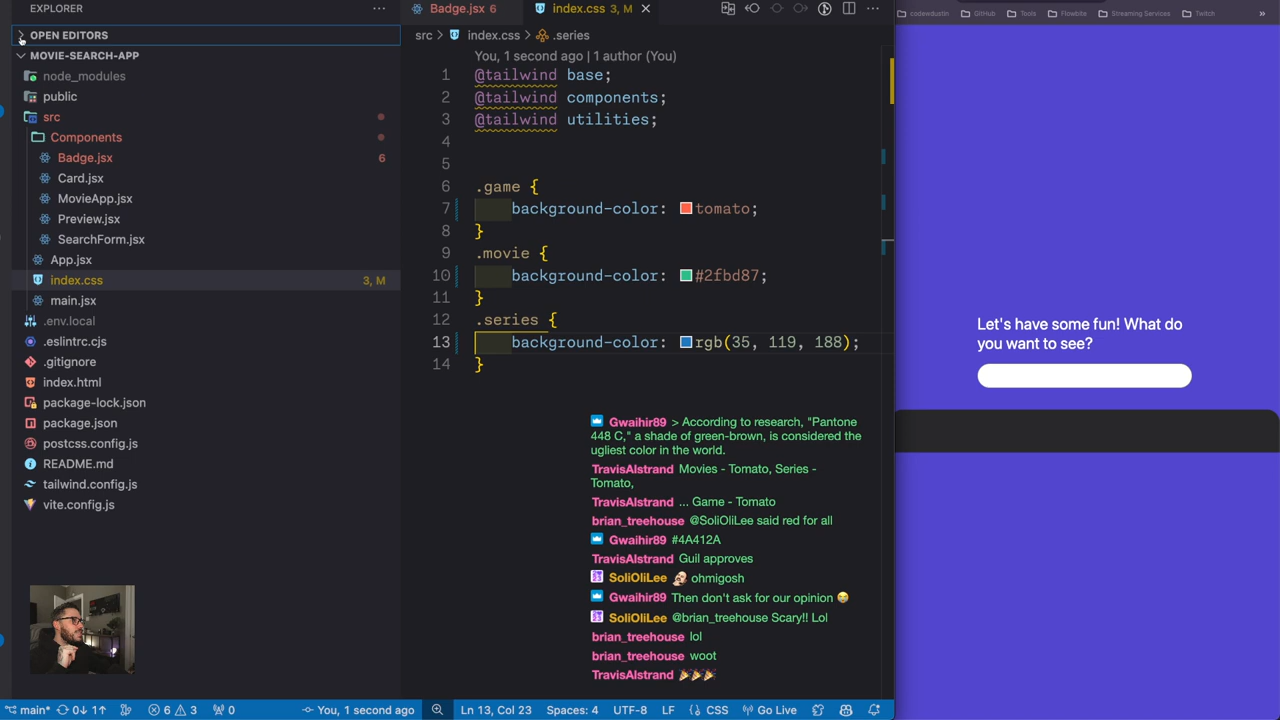 EXPLORER
OPEN EDITORS
MOVIE-SEARCH-APP
node_modules
public
src
Components
Badge.jsx 6
Card.jsx
MovieApp.jsx
Preview.jsx
SearchForm.jsx
App.jsx
index.css 3, M
main.jsx
.env.local
.eslintrc.cjs
.gitignore
index.html
package-lock.json
package.json
postcss.config.js
README.md
tailwind.config.js
vite.config.js
Badge.jsx 6
index.css 3, M
src > index.css > .series
You, 1 second ago | 1 author (You)
1 @tailwind base;
2 @tailwind components;
3 @tailwind utilities;
4
5
6 .game {
7 background-color: tomato;
8 }
9 .movie {
10 background-color: #2fbd87;
11 }
12 .series {
13 background-color: rgb(35, 119, 188);
14 }
Gwaihir89 > According to research, "Pantone
448 C," a shade of green-brown, is considered the
ugliest color in the world.
TravisAlstrand Movies - Tomato, Series -
Tomato,
TravisAlstrand ... Game - Tomato
brian_treehouse @SoliOliLee said red for all
Gwaihir89 #4A412A
TravisAlstrand Guil approves
SoliOliLee 👶🏻 ohmigosh
Gwaihir89 Then don't ask for our opinion 😂
SoliOliLee @brian_treehouse Scary!! Lol
brian_treehouse lol
brian_treehouse woot
TravisAlstrand 🎉🎉🎉
codewdustin GitHub Tools Flowbite Streaming Services Twitch »
Let's have some fun! What do
you want to see?
main* 0↓ 1↑ 6 3 0 You, 1 second ago Ln 13, Col 23 Spaces: 4 UTF-8 LF {} CSS Go Live